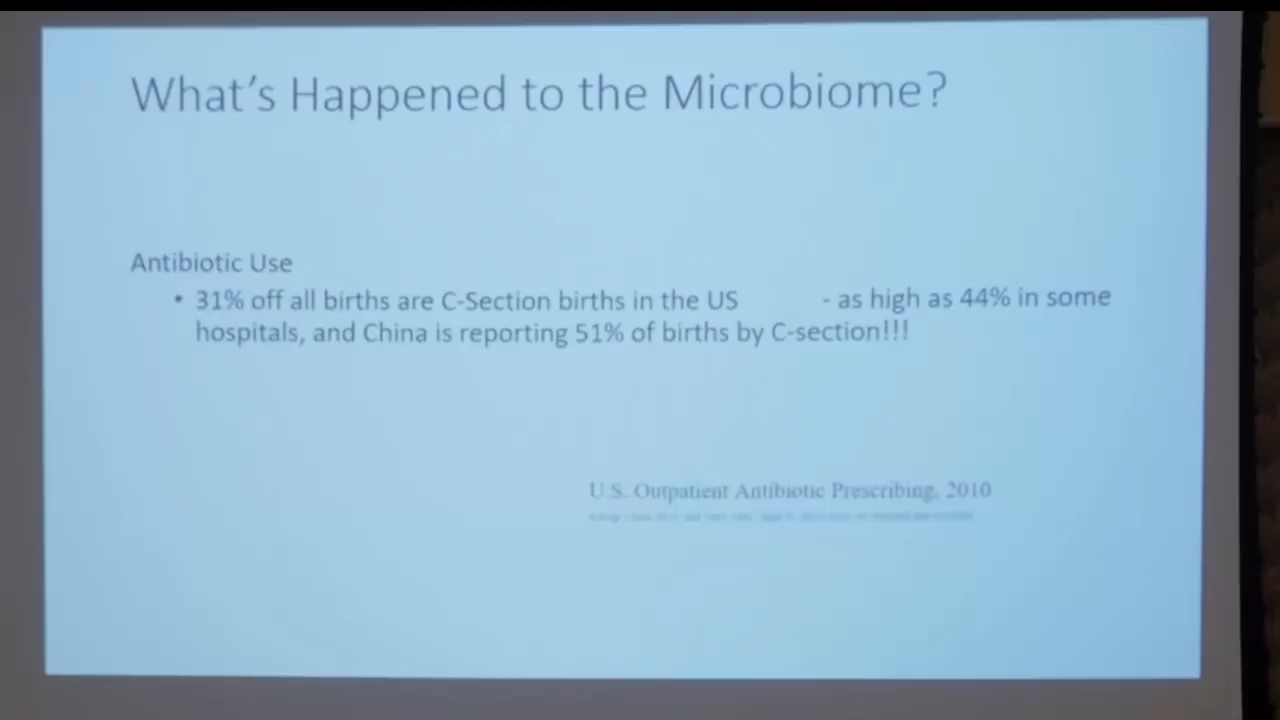 What's Happened to the Microbiome?
Antibiotic Use
• 31% off all births are C-Section births in the US - as high as 44% in some
hospitals, and China is reporting 51% of births by C-section!!!
U.S. Outpatient Antibiotic Prescribing, 2010